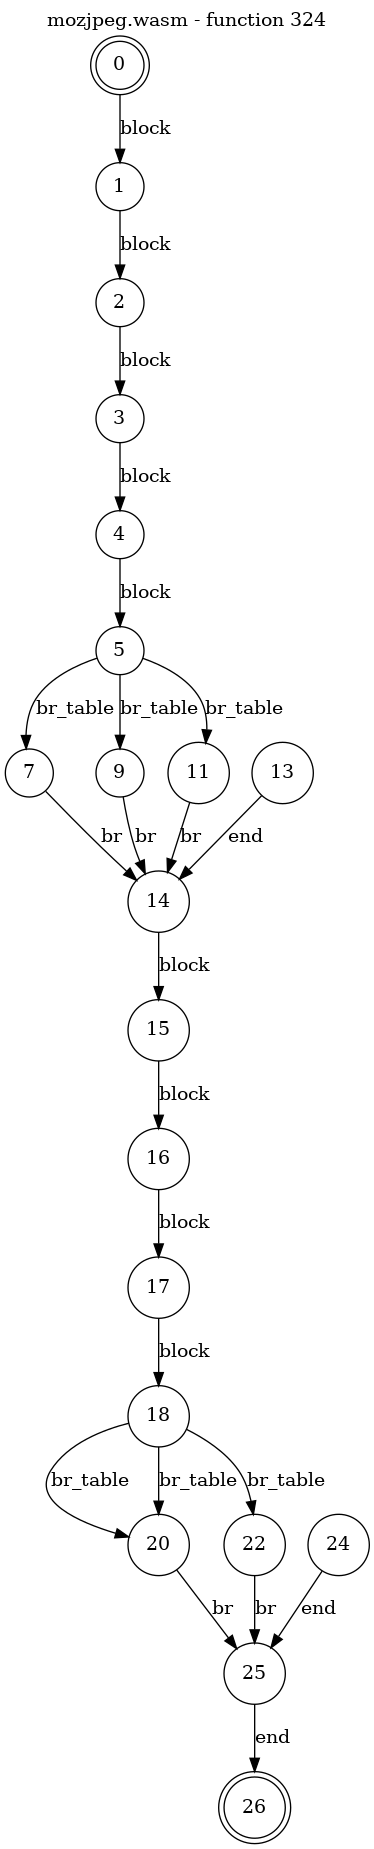 mozjpeg.wasm - function 324
0
block
1
block
2
block
3
block
4
block
5
br_table br_table br_table
7 9 11 13
br br br end
14
block
15
block
16
block
17
block
18
br_table br_table br_table
20 22 24
br br end
25
end
26